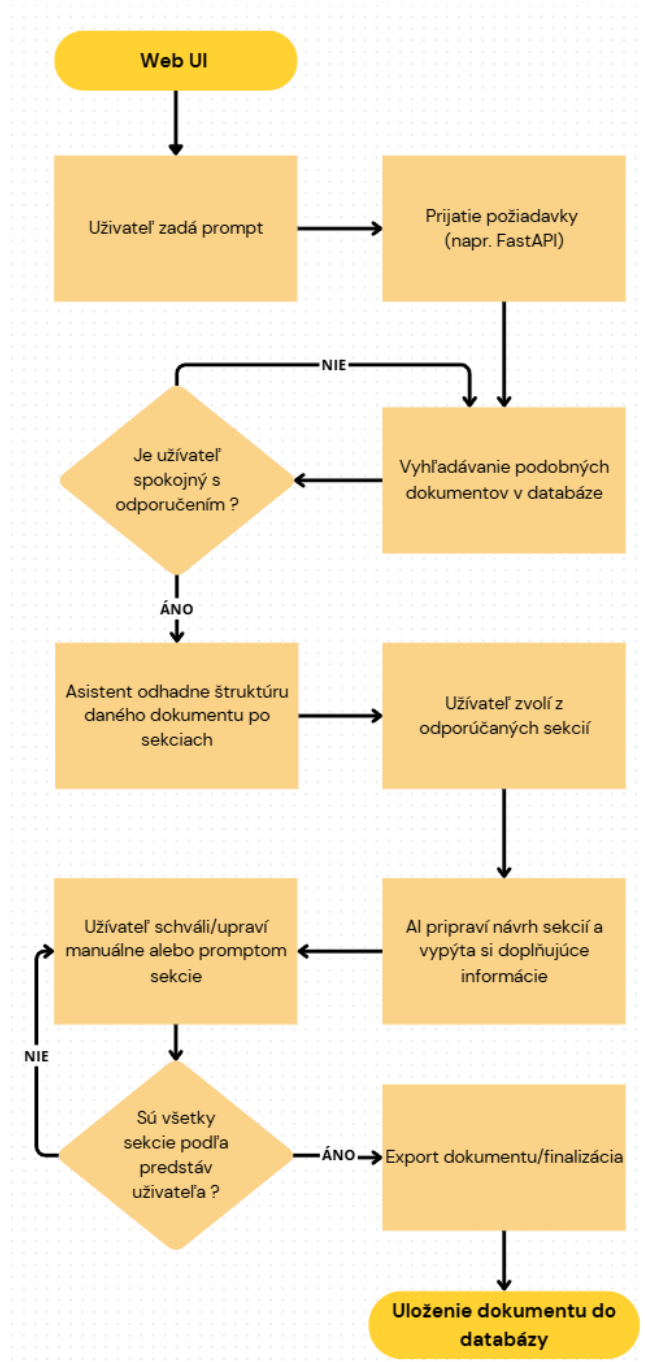 Web UI
Uživateľ zadá prompt
Prijatie požiadavky
(napr. FastAPI)
NIE
Je užívateľ
spokojný s
odporučením ?
Vyhľadávanie podobných
dokumentov v databáze
ÁNO
Asistent odhadne štruktúru
daného dokumentu po
sekciach
Užívateľ zvolí z
odporúčaných sekcií
Užívateľ schváli/upraví
manuálne alebo promptom
sekcie
AI pripraví návrh sekcií a
vypýta si doplňujúce
informácie
NIE
Sú všetky
sekcie podľa
predstáv
uživateľa ?
ÁNO
Export dokumentu/finalizácia
Uloženie dokumentu do
databázy